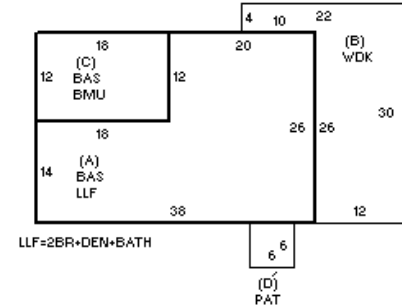 4 10 22
18 20
(B)
WDK
(C)
12 BAS 12
BMU
30
26 26
18
(A)
14 BAS
LLF
38 12
LLF=2BR+DEN+BATH
6
6
(D)
PAT